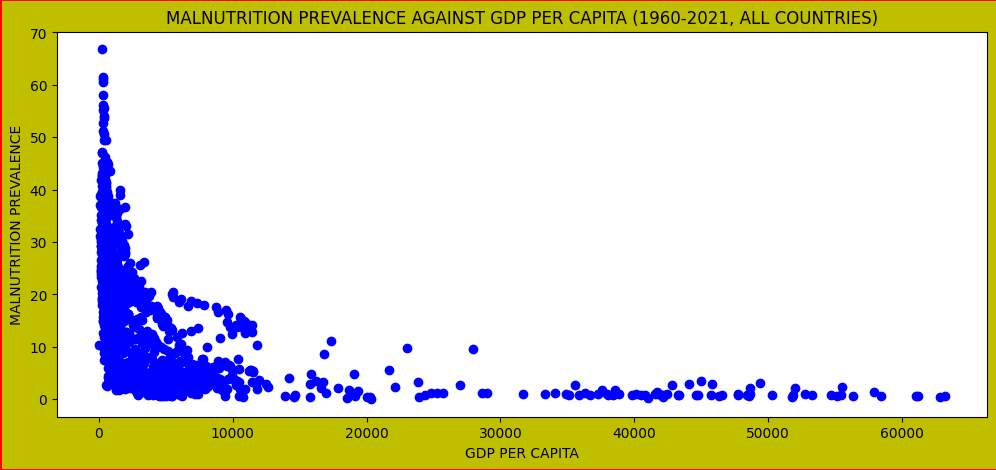 MALNUTRITION PREVALENCE AGAINST GDP PER CAPITA (1960-2021, ALL COUNTRIES)
MALNUTRITION PREVALENCE
70
60
50
40
30
20
10
0
0 10000 20000 30000 40000 50000 60000
GDP PER CAPITA